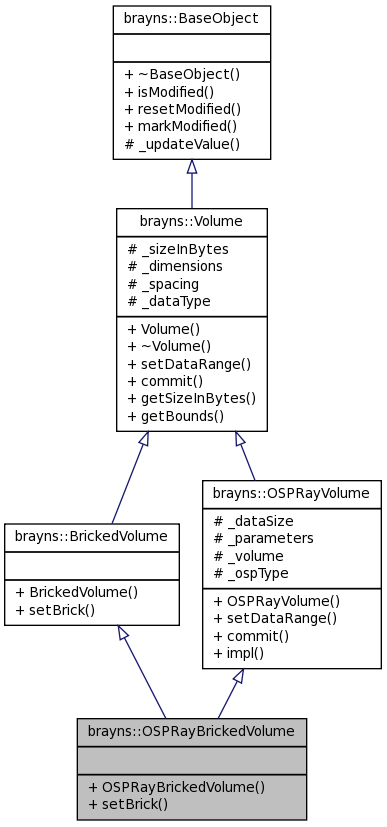 brayns::BaseObject
+ ~BaseObject()
+ isModified()
+ resetModified()
+ markModified()
# _updateValue()
brayns::Volume
# _sizeInBytes
# _dimensions
# _spacing
# _dataType
+ Volume()
+ ~Volume()
+ setDataRange()
+ commit()
+ getSizeInBytes()
+ getBounds()
brayns::BrickedVolume
+ BrickedVolume()
+ setBrick()
brayns::OSPRayVolume
# _dataSize
# _parameters
# _volume
# _ospType
+ OSPRayVolume()
+ setDataRange()
+ commit()
+ impl()
brayns::OSPRayBrickedVolume
+ OSPRayBrickedVolume()
+ setBrick()